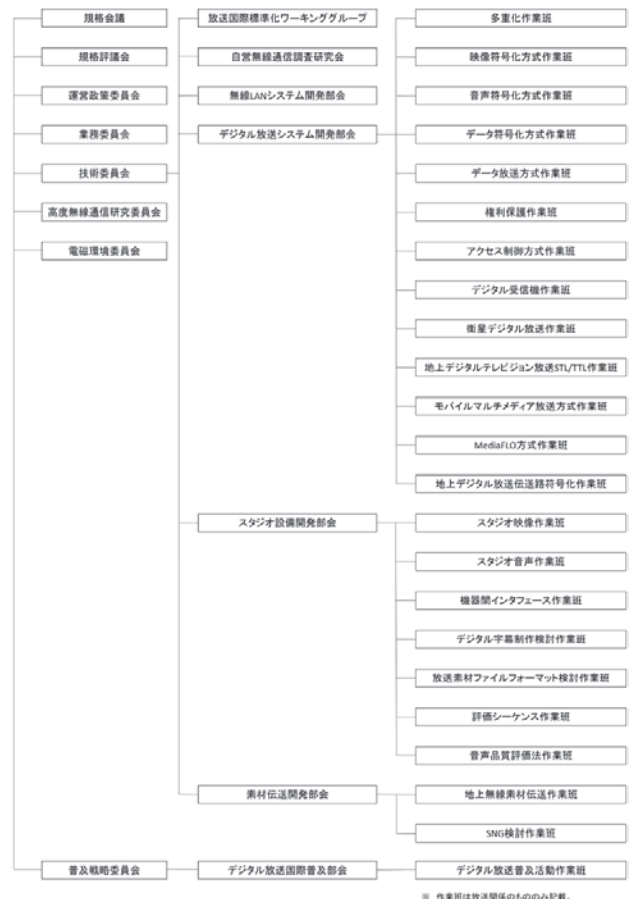 規格会議
規格評議会
運営政策委員会
業務委員会
技術委員会
高度無線通信研究委員会
電磁環境委員会
普及戦略委員会
放送国際標準化ワーキンググループ
自営無線通信調査研究会
無線LANシステム開発部会
デジタル放送システム開発部会
スタジオ設備開発部会
素材伝送開発部会
デジタル放送国際普及部会
多重化作業班
映像符号化方式作業班
音声符号化方式作業班
データ符号化方式作業班
データ放送方式作業班
権利保護作業班
アクセス制御方式作業班
デジタル受信機作業班
衛星デジタル放送作業班
地上デジタルテレビジョン放送STL/TTL作業班
モバイルマルチメディア放送方式作業班
MediaFLO方式作業班
地上デジタル放送伝送路符号化作業班
スタジオ映像作業班
スタジオ音声作業班
機器間インタフェース作業班
デジタル字幕制作検討作業班
放送素材ファイルフォーマット検討作業班
評価シーケンス作業班
音声品質評価法作業班
地上無線素材伝送作業班
SNG検討作業班
デジタル放送普及活動作業班
※ 作業班は放送関係のもののみ記載。